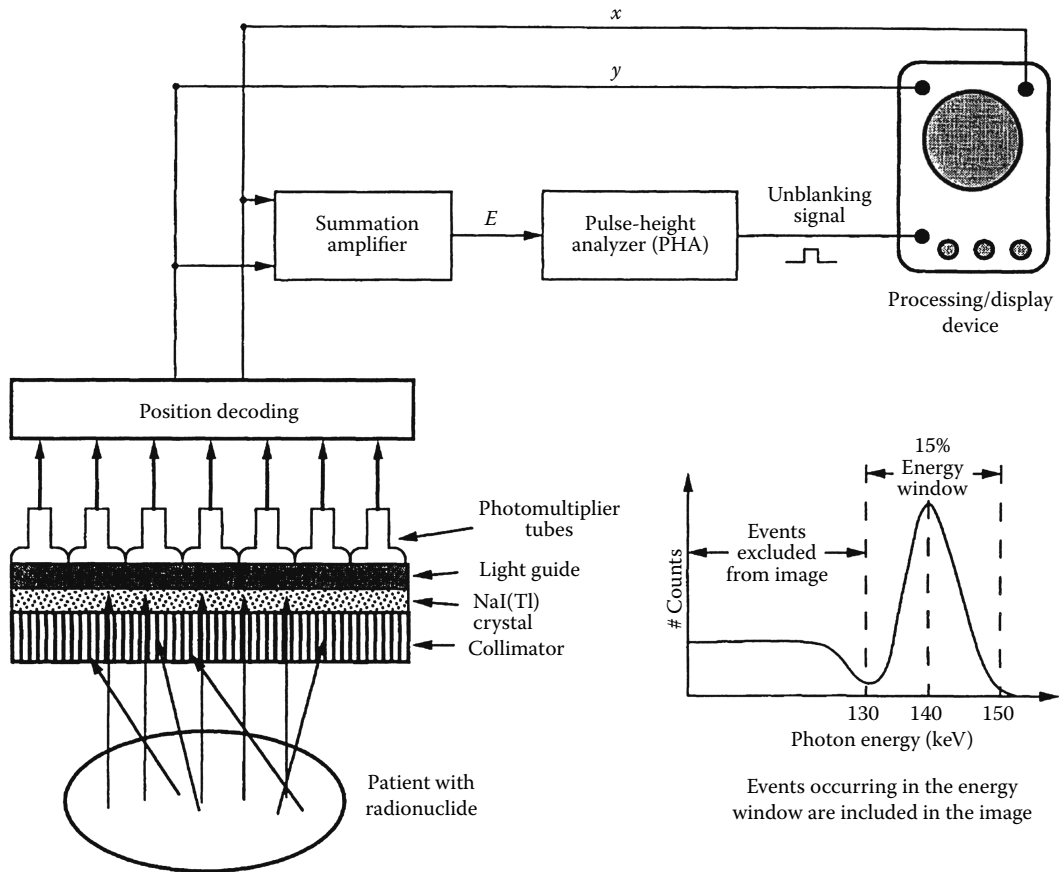 x
y
Summation
amplifier
E
Pulse-height
analyzer (PHA)
Unblanking
signal
Processing/display
device
Position decoding
Photomultiplier
tubes
Light guide
NaI(Tl)
crystal
Collimator
Patient with
radionuclide
15%
Energy
window
Events
excluded
from image
# Counts
130
140
150
Photon energy (keV)
Events occurring in the energy
window are included in the image